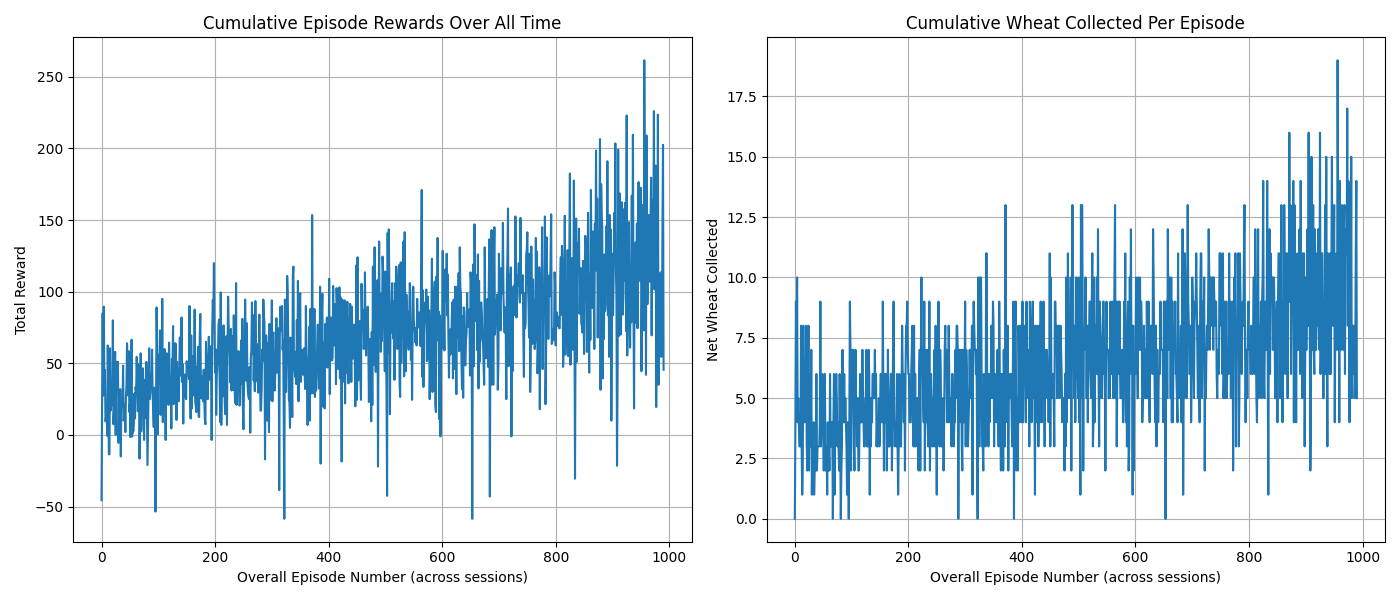 Cumulative Episode Rewards Over All Time
Total Reward
250
200
150
100
50
0
−50
0 200 400 600 800 1000
Overall Episode Number (across sessions)
Cumulative Wheat Collected Per Episode
Net Wheat Collected
17.5
15.0
12.5
10.0
7.5
5.0
2.5
0.0
0 200 400 600 800 1000
Overall Episode Number (across sessions)